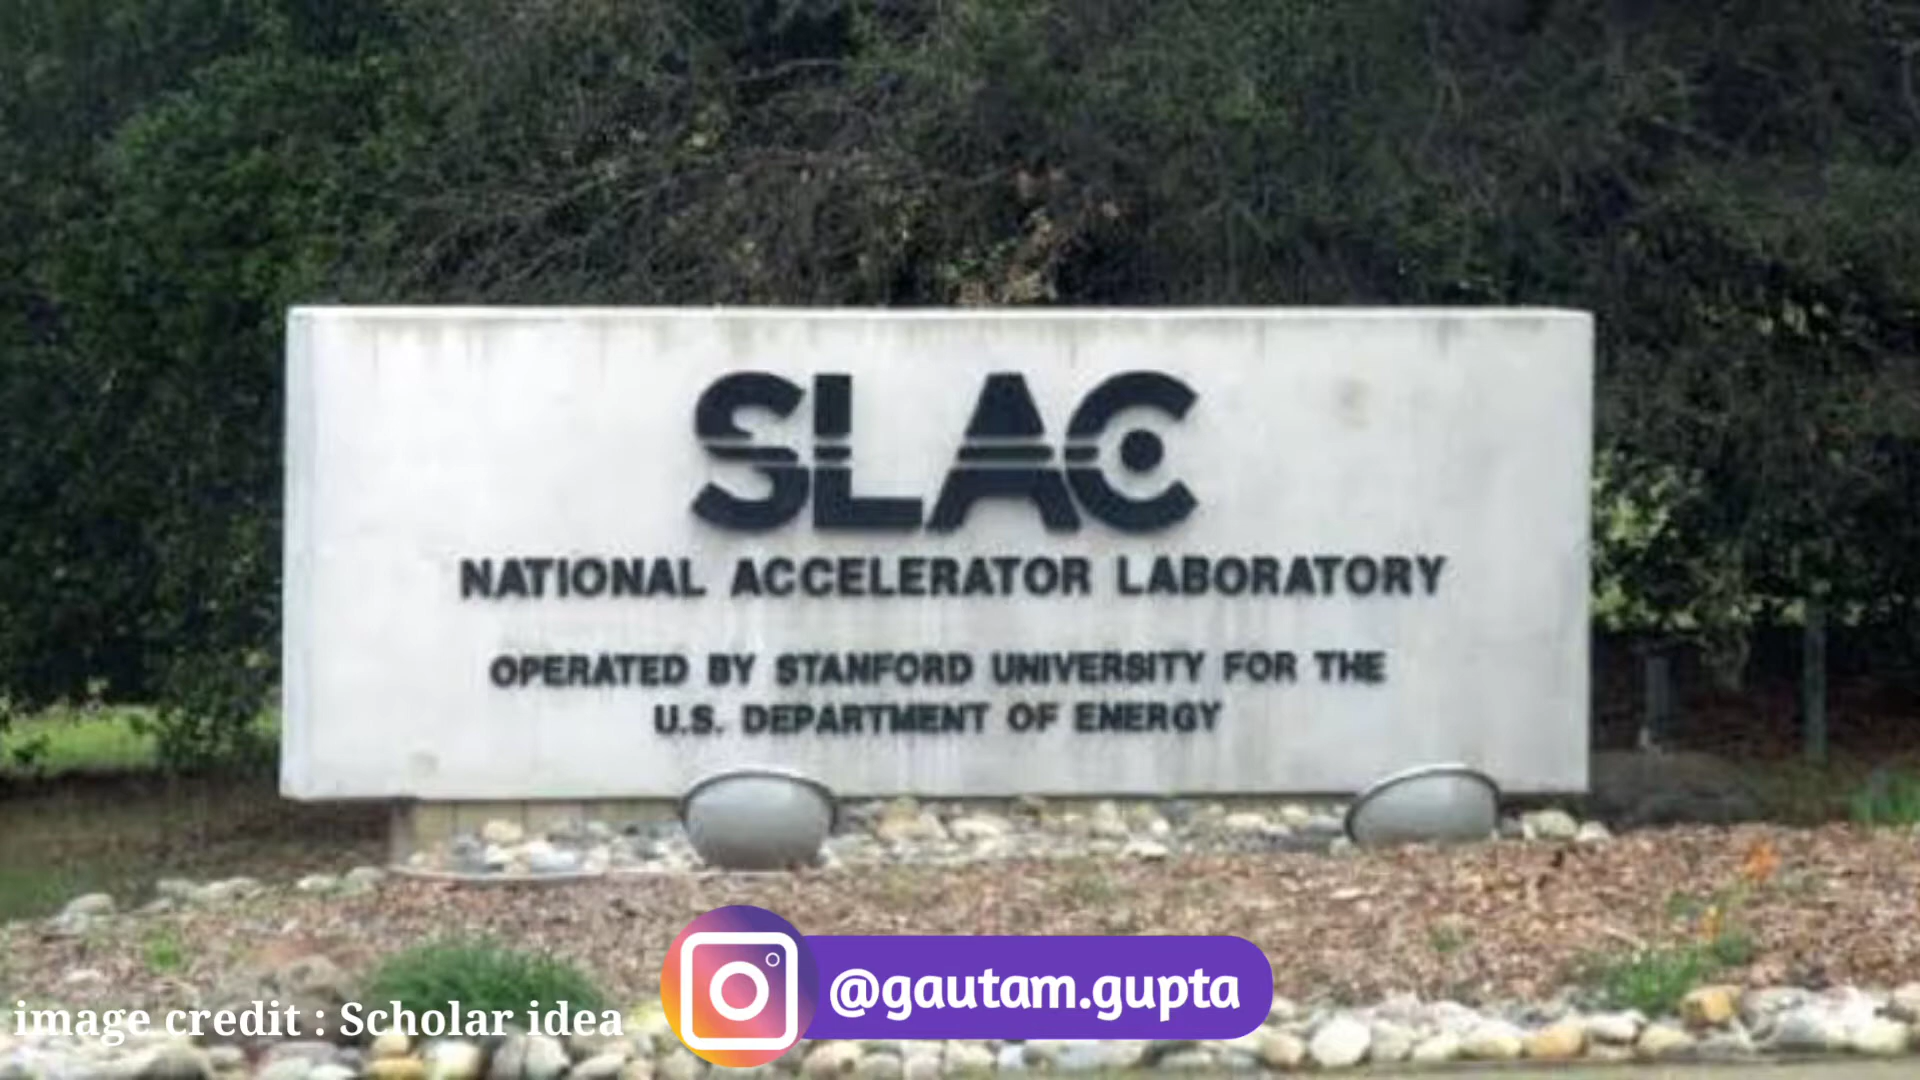 SLAC
NATIONAL ACCELERATOR LABORATORY
OPERATED BY STANFORD UNIVERSITY FOR THE
U.S. DEPARTMENT OF ENERGY
@gautam.gupta
image credit : Scholar idea